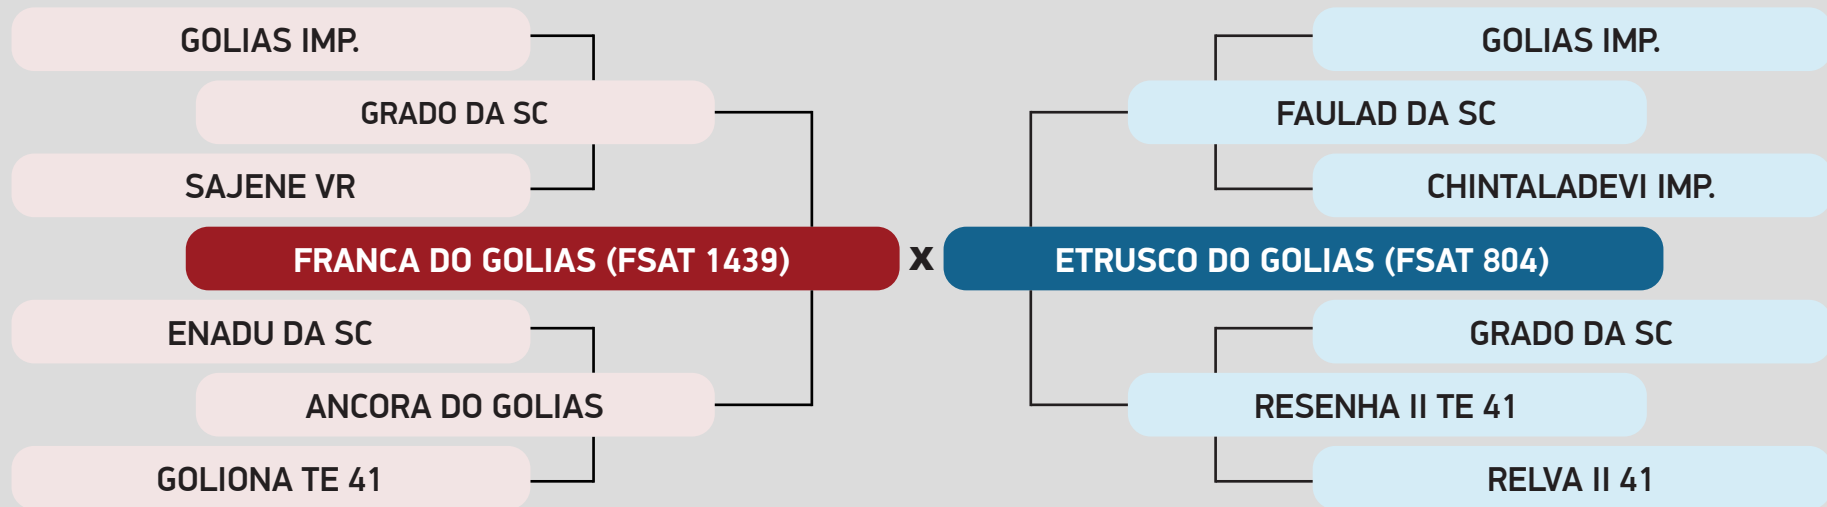 GOLIAS IMP.
GRADO DA SC
SAJENE VR
FRANCA DO GOLIAS (FSAT 1439)
ENADU DA SC
ANCORA DO GOLIAS
GOLIONA TE 41
X
GOLIAS IMP.
FAULAD DA SC
CHINTALADEVI IMP.
ETRUSCO DO GOLIAS (FSAT 804)
GRADO DA SC
RESENHA II TE 41
RELVA II 41